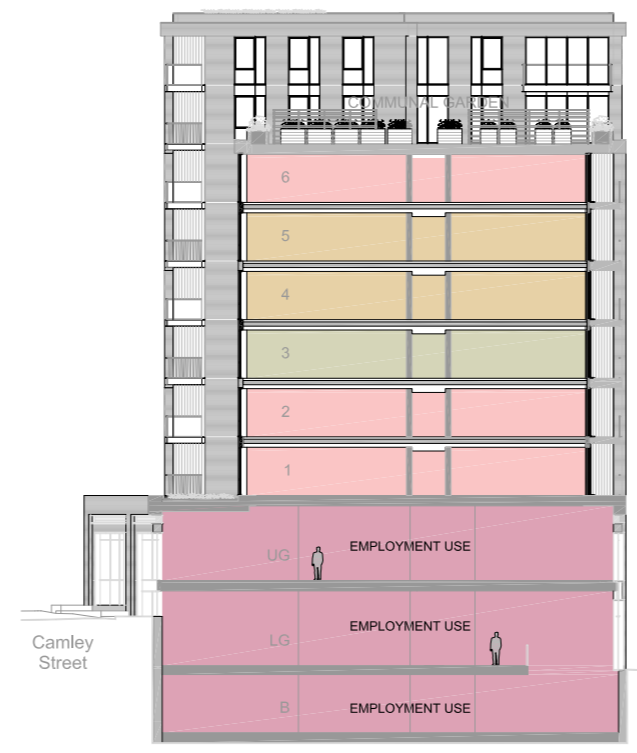 COMMUNAL GARDEN
6
5
4
3
2
1
UG
EMPLOYMENT USE
LG
EMPLOYMENT USE
Camley
Street
B
EMPLOYMENT USE